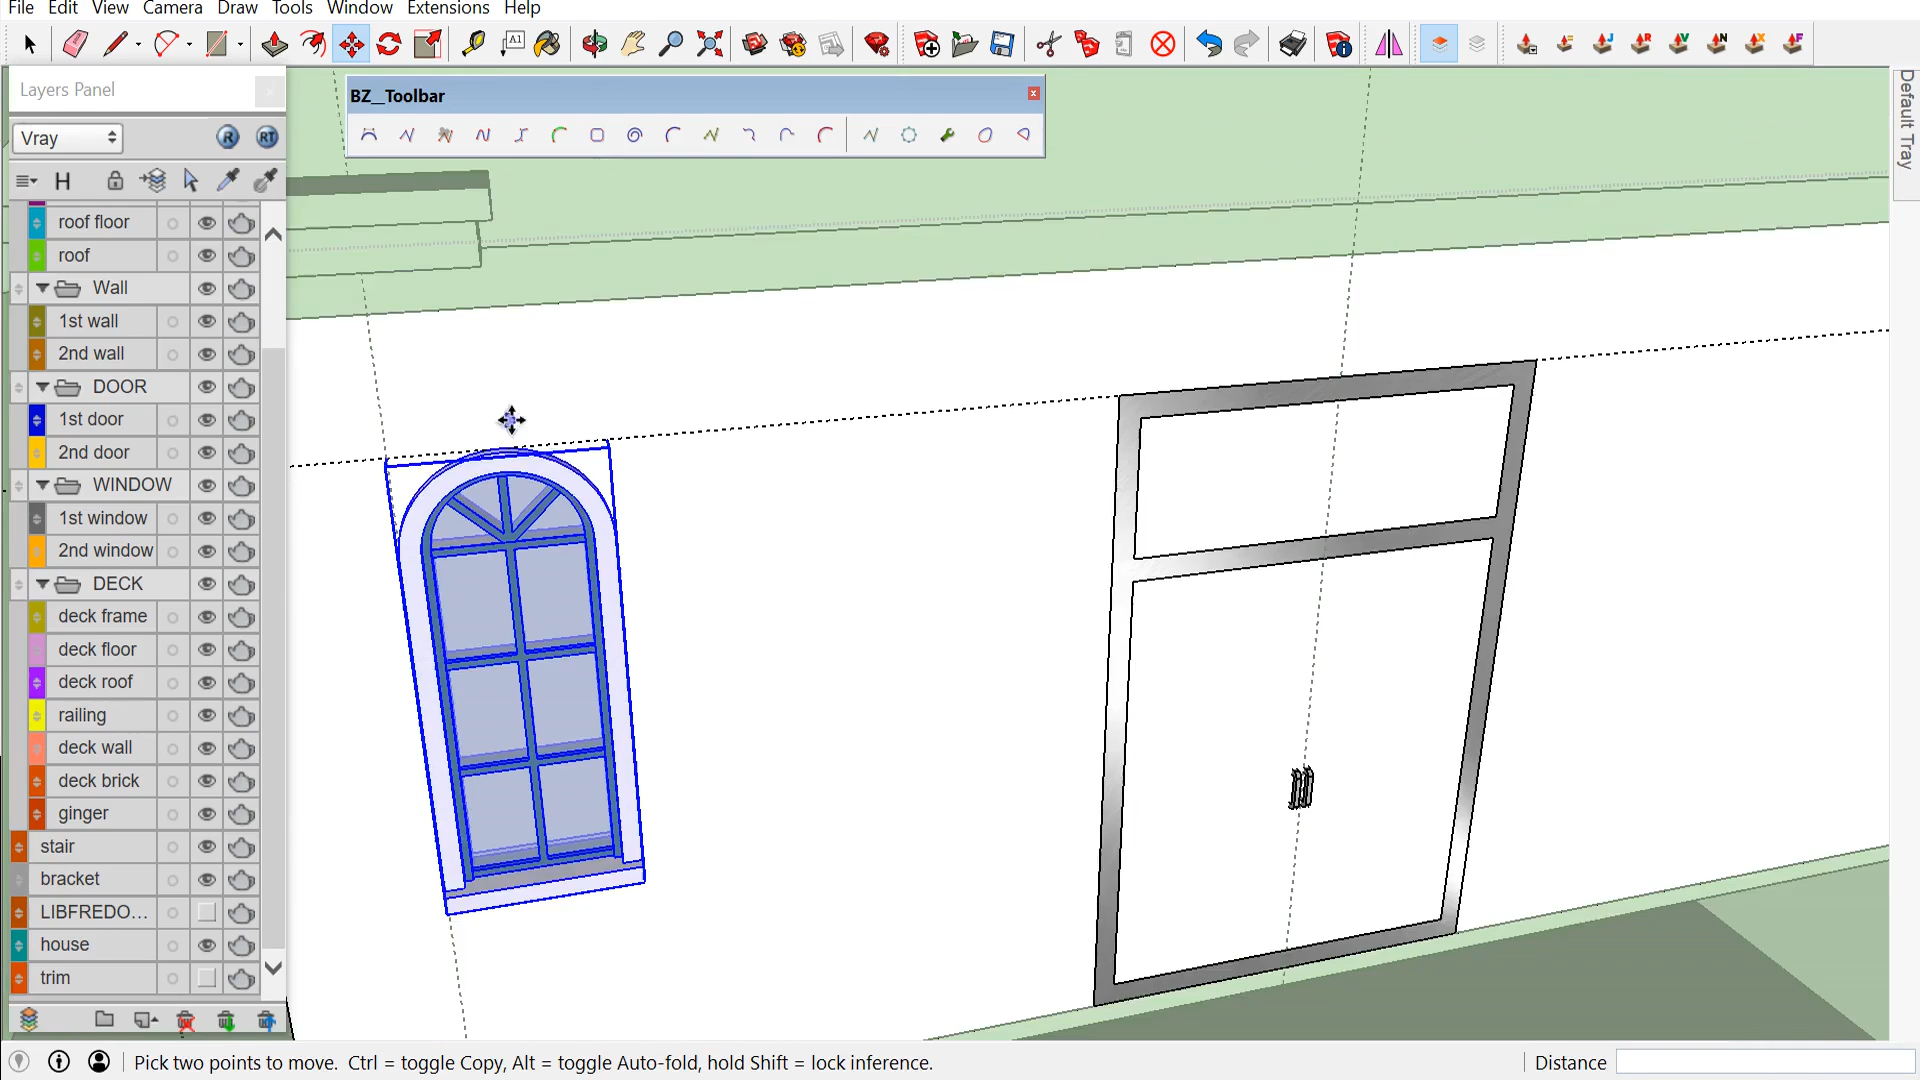 File Edit View Camera Draw Tools Window Extensions Help
A1
J R V N X F
Layers Panel
BZ__Toolbar
Default Tray
Vray
R RT
H
roof floor
roof
Wall
1st wall
2nd wall
DOOR
1st door
2nd door
WINDOW
1st window
2nd window
DECK
deck frame
deck floor
deck roof
railing
deck wall
deck brick
ginger
stair
bracket
LIBFREDO...
house
trim
Pick two points to move. Ctrl = toggle Copy, Alt = toggle Auto-fold, hold Shift = lock inference.
Distance